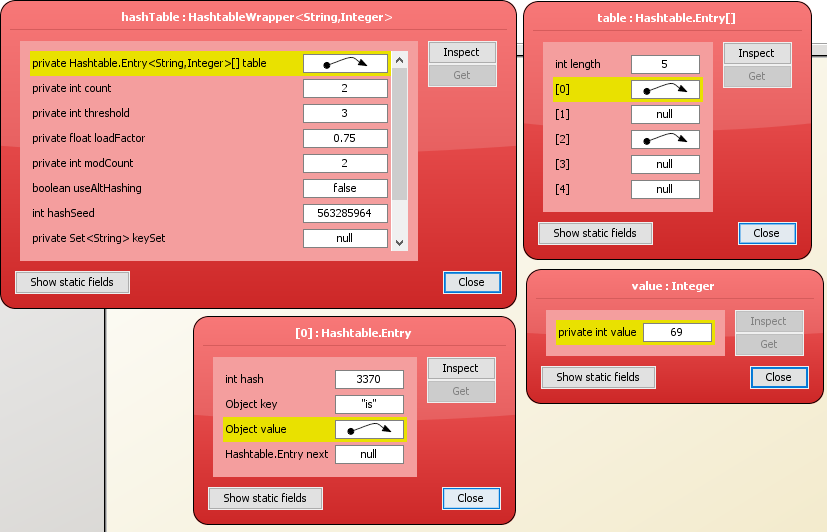 hashTable : HashtableWrapper<String,Integer>
private Hashtable.Entry<String,Integer>[] table
private int count 2
private int threshold 3
private float loadFactor 0.75
private int modCount 2
boolean useAltHashing false
int hashSeed 563285964
private Set<String> keySet null
Inspect
Get
Show static fields
Close
table : Hashtable.Entry[]
int length 5
[0]
[1] null
[2]
[3] null
[4] null
Inspect
Get
Show static fields
Close
[0] : Hashtable.Entry
int hash 3370
Object key "is"
Object value
Hashtable.Entry next null
Inspect
Get
Show static fields
Close
value : Integer
private int value 69
Inspect
Get
Show static fields
Close